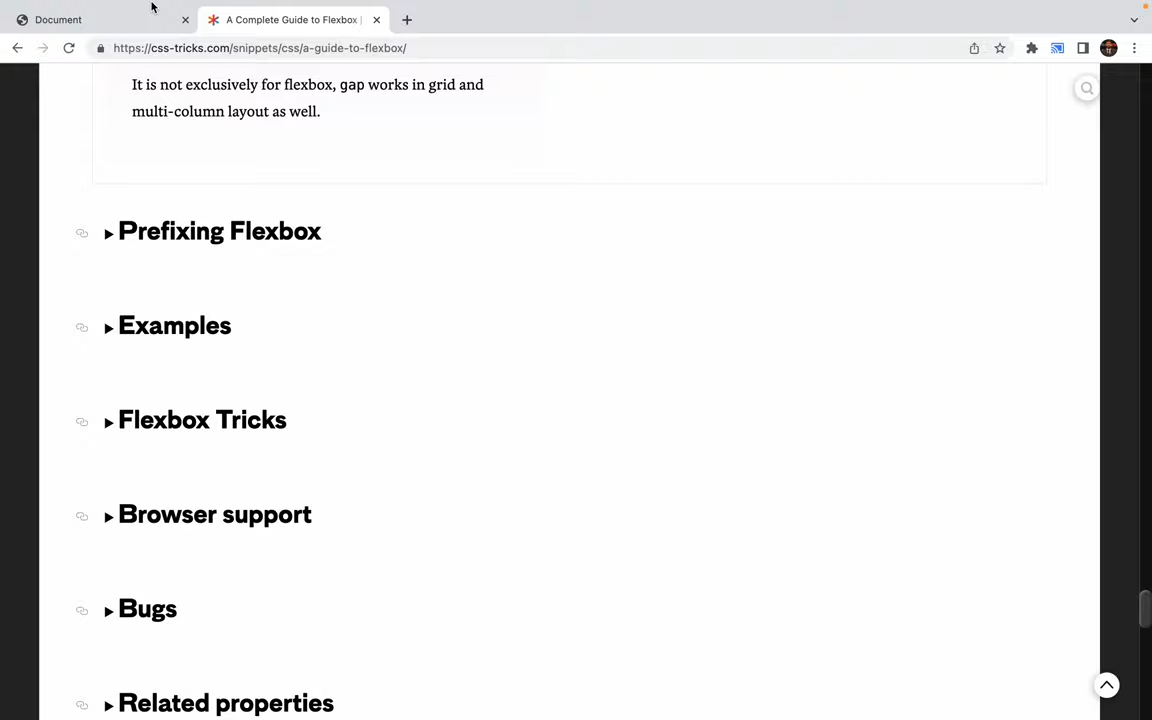 Document
A Complete Guide to Flexbox |
https://css-tricks.com/snippets/css/a-guide-to-flexbox/
It is not exclusively for flexbox, gap works in grid and
multi-column layout as well.
Prefixing Flexbox
Examples
Flexbox Tricks
Browser support
Bugs
Related properties